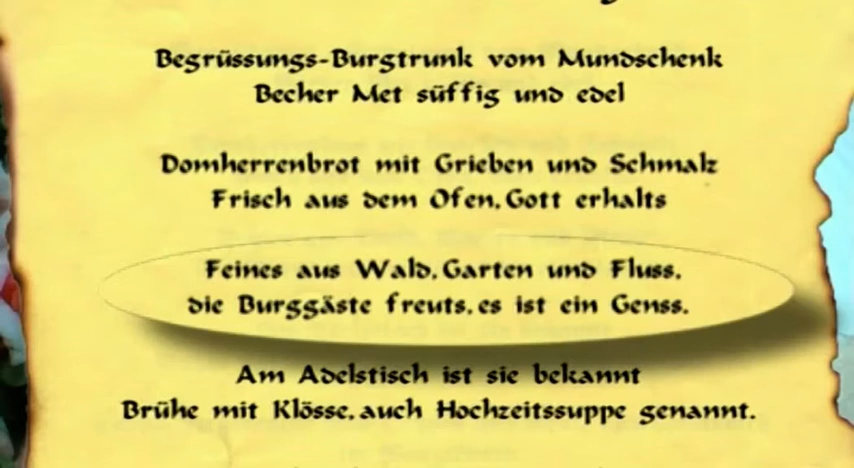 Begrüssungs-Burgtrunk vom Mundschenk
Becher Met süffig und edel
Domherrenbrot mit Grieben und Schmalz
Frisch aus dem Ofen, Gott erhalts
Feines aus Wald, Garten und Fluss,
die Burggäste freuts, es ist ein Genss.
Am Adelstisch ist sie bekannt
Brühe mit Klösse, auch Hochzeitssuppe genannt.